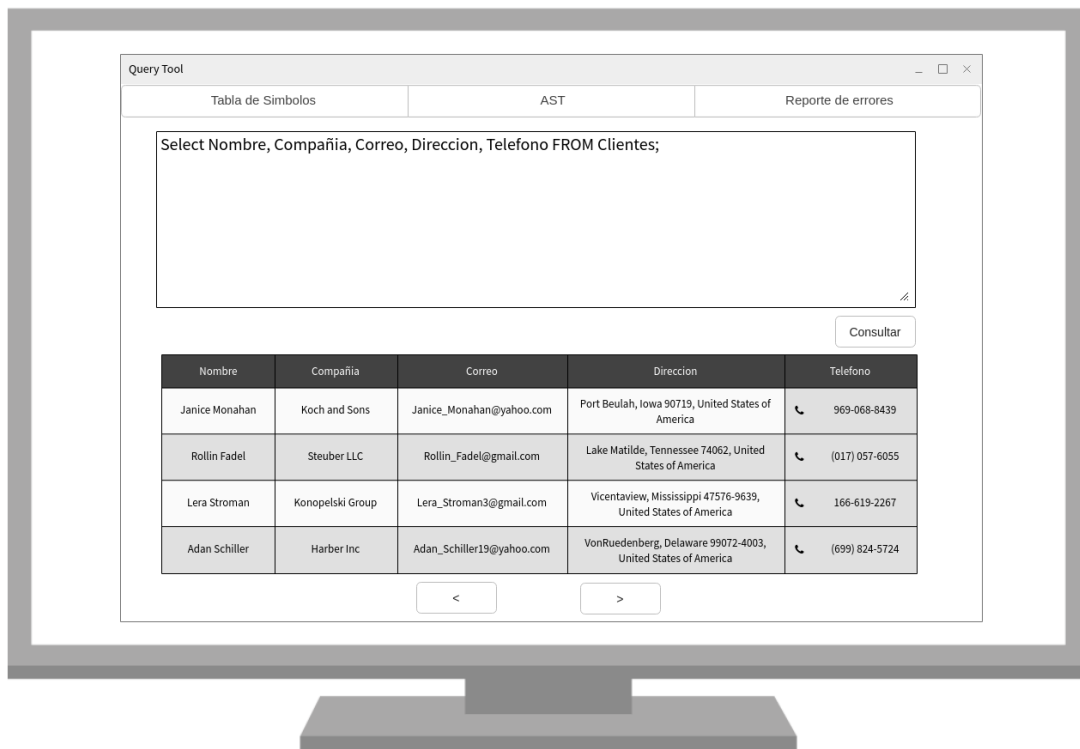 Query Tool
Tabla de Simbolos AST Reporte de errores
Select Nombre, Compañia, Correo, Direccion, Telefono FROM Clientes;
Consultar
Nombre Compañia Correo Direccion Telefono
Janice Monahan Koch and Sons Janice_Monahan@yahoo.com Port Beulah, Iowa 90719, United States of America 969-068-8439
Rollin Fadel Steuber LLC Rollin_Fadel@gmail.com Lake Matilde, Tennessee 74062, United States of America (017) 057-6055
Lera Stroman Konopelski Group Lera_Stroman3@gmail.com Vicentaview, Mississippi 47576-9639, United States of America 166-619-2267
Adan Schiller Harber Inc Adan_Schiller19@yahoo.com VonRuedenberg, Delaware 99072-4003, United States of America (699) 824-5724
< >